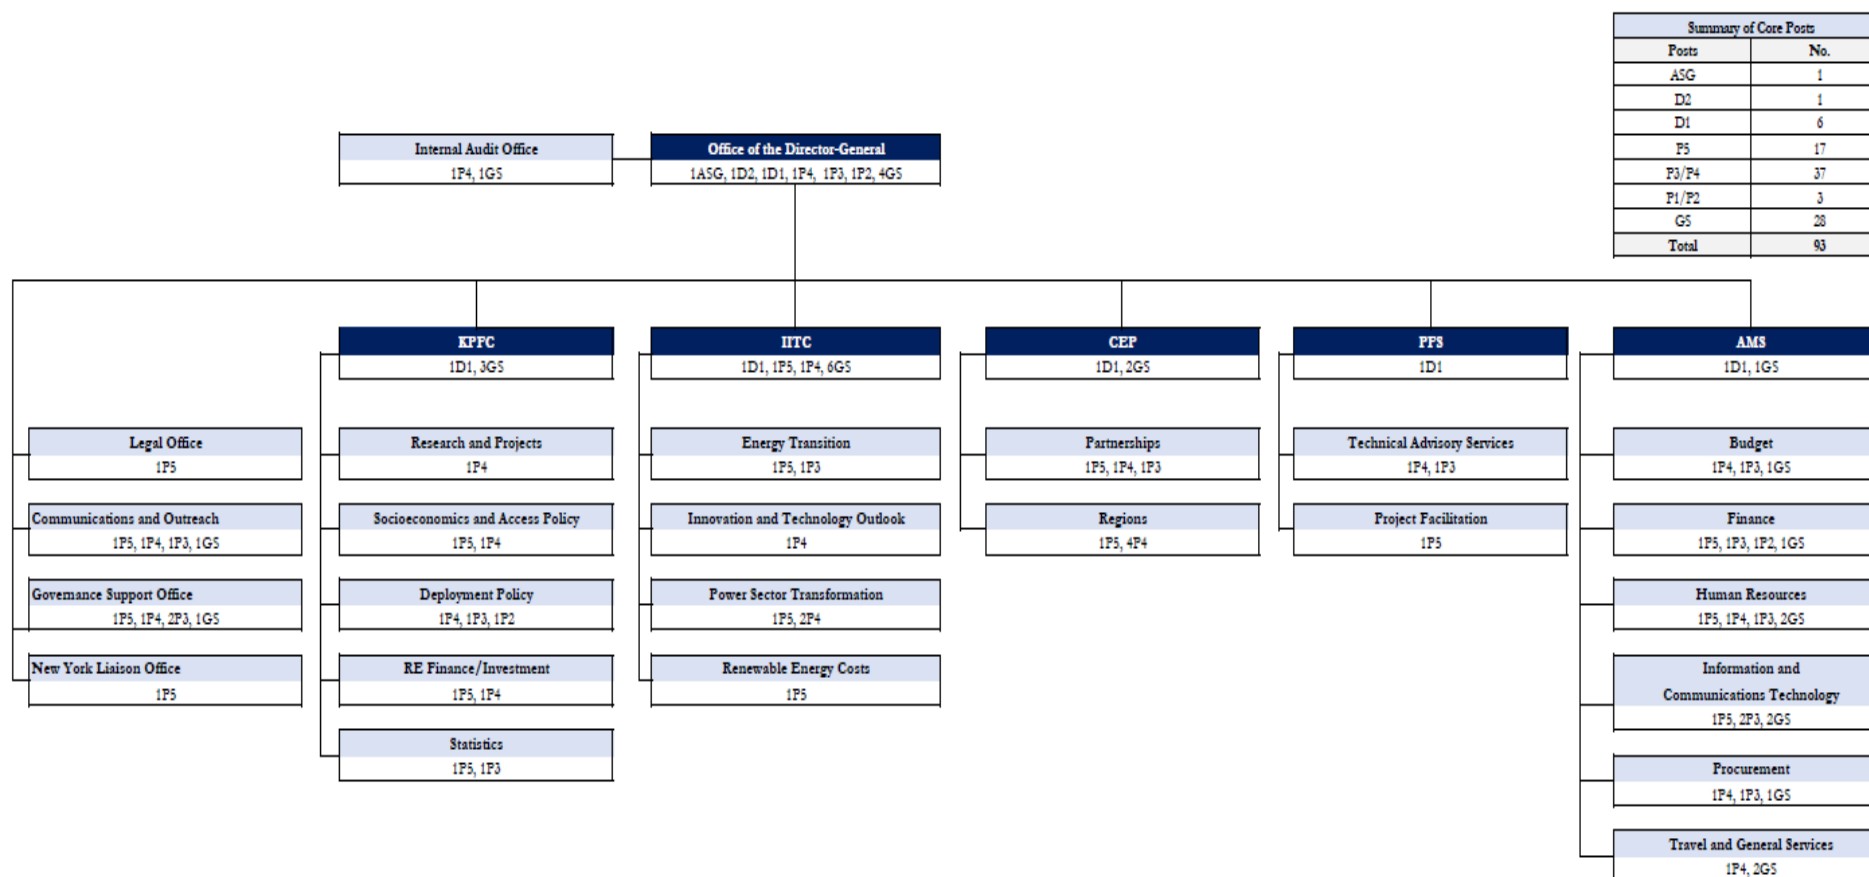 Summary of Core Posts
Posts No.
ASG 1
D2 1
D1 6
P5 17
P3/P4 37
P1/P2 3
GS 28
Total 93
Internal Audit Office
1P4, 1GS
Office of the Director-General
1ASG, 1D2, 1D1, 1P4, 1P3, 1P2, 4GS
Legal Office
1P5
Communications and Outreach
1P5, 1P4, 1P3, 1GS
Governance Support Office
1P5, 1P4, 2P3, 1GS
New York Liaison Office
1P5
KPFC
1D1, 3GS
Research and Projects
1P4
Socioeconomics and Access Policy
1P5, 1P4
Deployment Policy
1P4, 1P3, 1P2
RE Finance/Investment
1P5, 1P4
Statistics
1P5, 1P3
IITC
1D1, 1P5, 1P4, 6GS
Energy Transition
1P5, 1P3
Innovation and Technology Outlook
1P4
Power Sector Transformation
1P5, 2P4
Renewable Energy Costs
1P5
CEP
1D1, 2GS
Partnerships
1P5, 1P4, 1P3
Regions
1P5, 4P4
PFS
1D1
Technical Advisory Services
1P4, 1P3
Project Facilitation
1P5
AMS
1D1, 1GS
Budget
1P4, 1P3, 1GS
Finance
1P5, 1P3, 1P2, 1GS
Human Resources
1P5, 1P4, 1P3, 2GS
Information and
Communications Technology
1P5, 2P3, 2GS
Procurement
1P4, 1P3, 1GS
Travel and General Services
1P4, 2GS